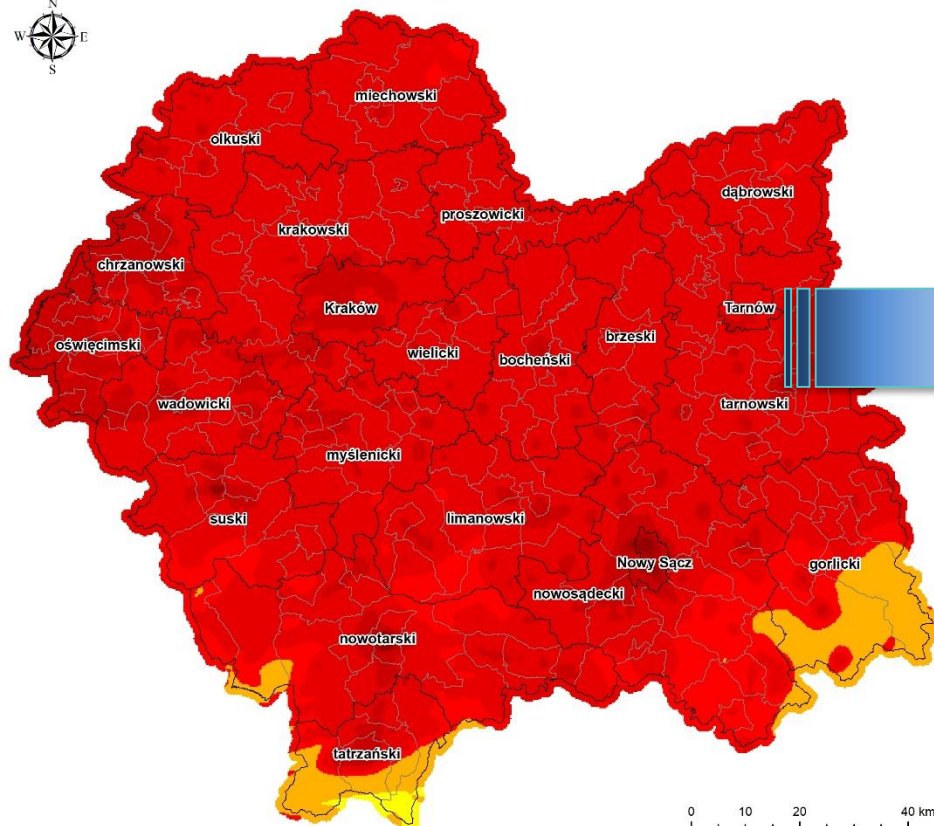 N
W E
S
miechowski
olkuski
dąbrowski
proszowicki
krakowski
chrzanowski
Kraków
Tarnów
brzeski
oświęcimski
wielicki
bocheński
wadowicki
tarnowski
myślenicki
suski
limanowski
Nowy Sącz
gorlicki
nowosądecki
nowotarski
tatrzański
0 10 20 40 km